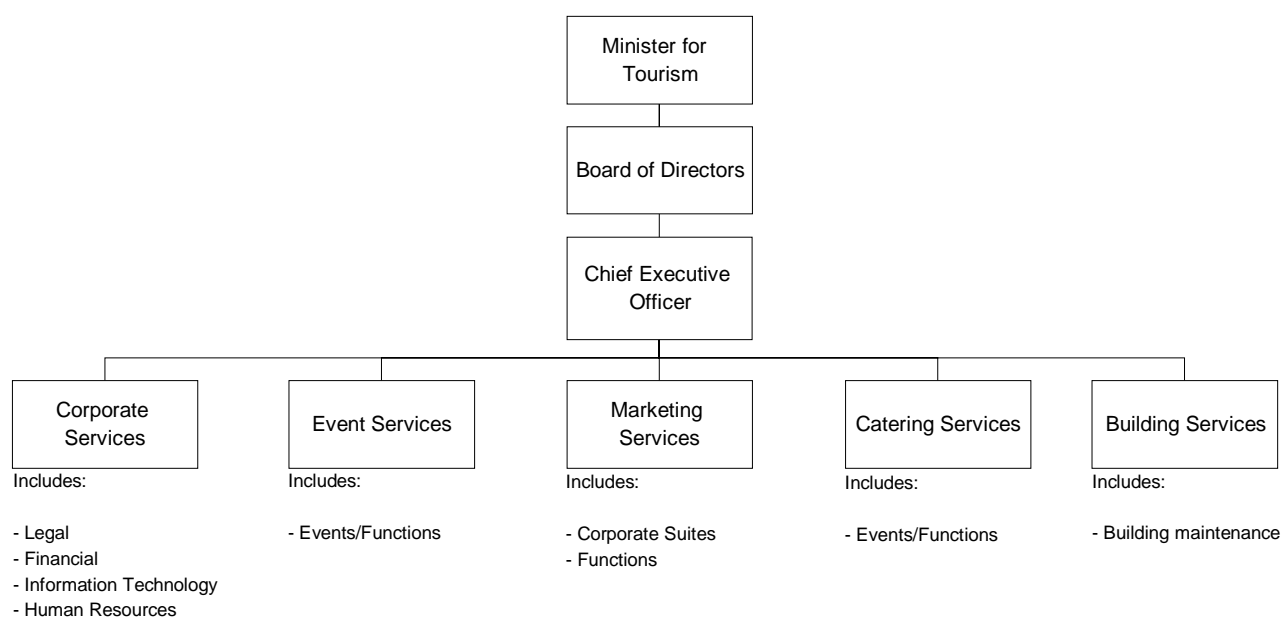 Minister for
Tourism
Board of Directors
Chief Executive
Officer
Corporate
Services
Includes:
- Legal
- Financial
- Information Technology
- Human Resources
Event Services
Includes:
- Events/Functions
Marketing
Services
Includes:
- Corporate Suites
- Functions
Catering Services
Includes:
- Events/Functions
Building Services
Includes:
- Building maintenance